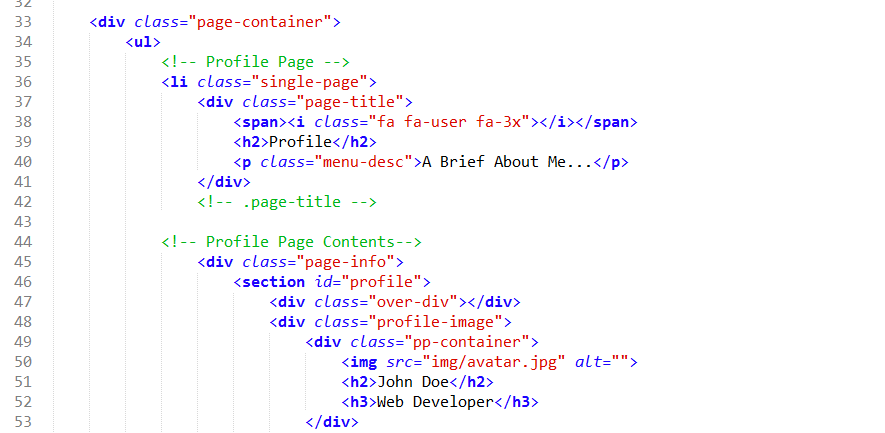 32
33 <div class="page-container">
34 <ul>
35 <!-- Profile Page -->
36 <li class="single-page">
37 <div class="page-title">
38 <span><i class="fa fa-user fa-3x"></i></span>
39 <h2>Profile</h2>
40 <p class="menu-desc">A Brief About Me...</p>
41 </div>
42 <!-- .page-title -->
43
44 <!-- Profile Page Contents-->
45 <div class="page-info">
46 <section id="profile">
47 <div class="over-div"></div>
48 <div class="profile-image">
49 <div class="pp-container">
50 <img src="img/avatar.jpg" alt="">
51 <h2>John Doe</h2>
52 <h3>Web Developer</h3>
53 </div>